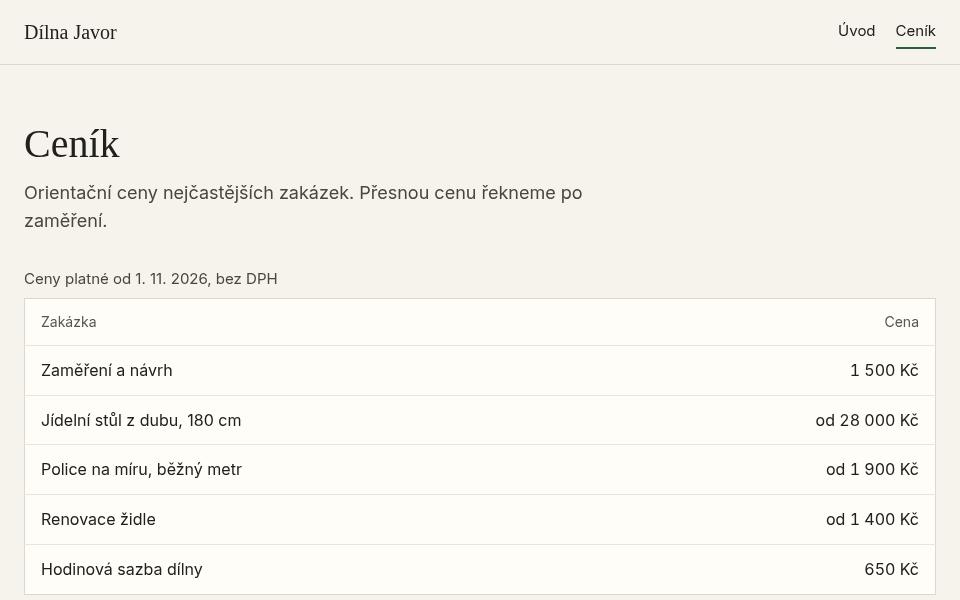 Dílna Javor
Úvod
Ceník
Ceník
Orientační ceny nejčastějších zakázek. Přesnou cenu řekneme po
zaměření.
Ceny platné od 1. 11. 2026, bez DPH
Zakázka Cena
Zaměření a návrh 1 500 Kč
Jídelní stůl z dubu, 180 cm od 28 000 Kč
Police na míru, běžný metr od 1 900 Kč
Renovace židle od 1 400 Kč
Hodinová sazba dílny 650 Kč